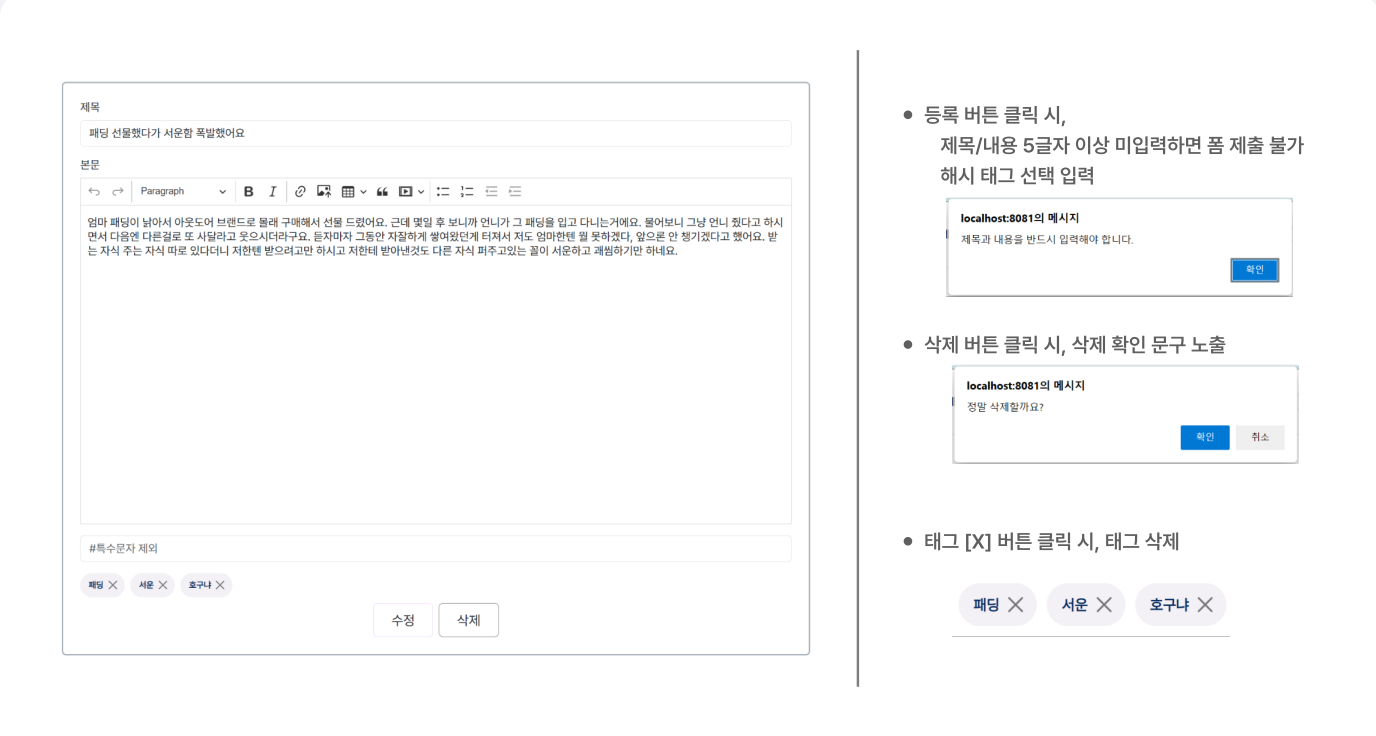 제목
패딩 선물했다가 서운함 폭발했어요
본문
Paragraph
B I
엄마 패딩이 낡아서 아웃도어 브랜드로 몰래 구매해서 선물 드렸어요. 근데 몇일 후 보니까 언니가 그 패딩을 입고 다니는거에요. 물어보니 그냥 언니 줬다고 하시
면서 다음엔 다른걸로 또 사달라고 웃으시더라구요. 듣자마자 그동안 자잘하게 쌓여왔던게 터져서 저도 엄마한텐 뭘 못하겠다, 앞으론 안 챙기겠다고 했어요. 받
는 자식 주는 자식 따로 있다더니 저한텐 받으려고만 하시고 저한테 받아낸것도 다른 자식 퍼주고있는 꼴이 서운하고 괘씸하기만 하네요.
#특수문자 제외
패딩 서운 호구냐
수정 삭제
등록 버튼 클릭 시,
제목/내용 5글자 이상 미입력하면 폼 제출 불가
해시 태그 선택 입력
localhost:8081의 메시지
제목과 내용을 반드시 입력해야 합니다.
확인
삭제 버튼 클릭 시, 삭제 확인 문구 노출
localhost:8081의 메시지
정말 삭제할까요?
확인 취소
태그 [X] 버튼 클릭 시, 태그 삭제
패딩 서운 호구냐